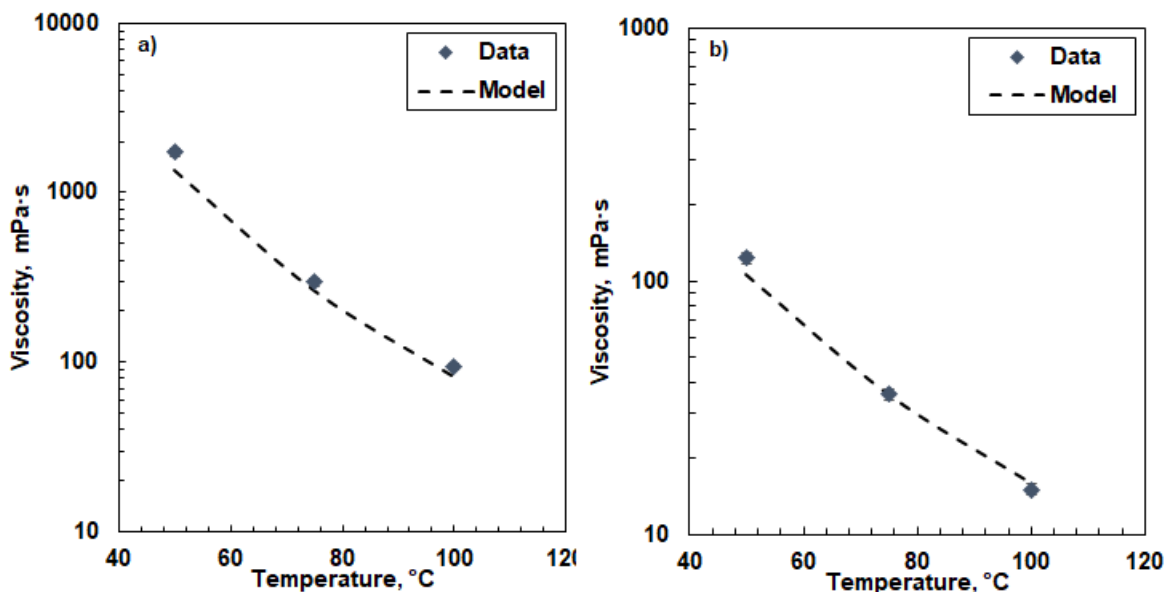 a)
Data
Model
10000
1000
100
10
40
60
80
100
120
Viscosity, mPa·s
Temperature, °C
b)
Data
Model
1000
100
10
40
60
80
100
120
Viscosity, mPa·s
Temperature, °C